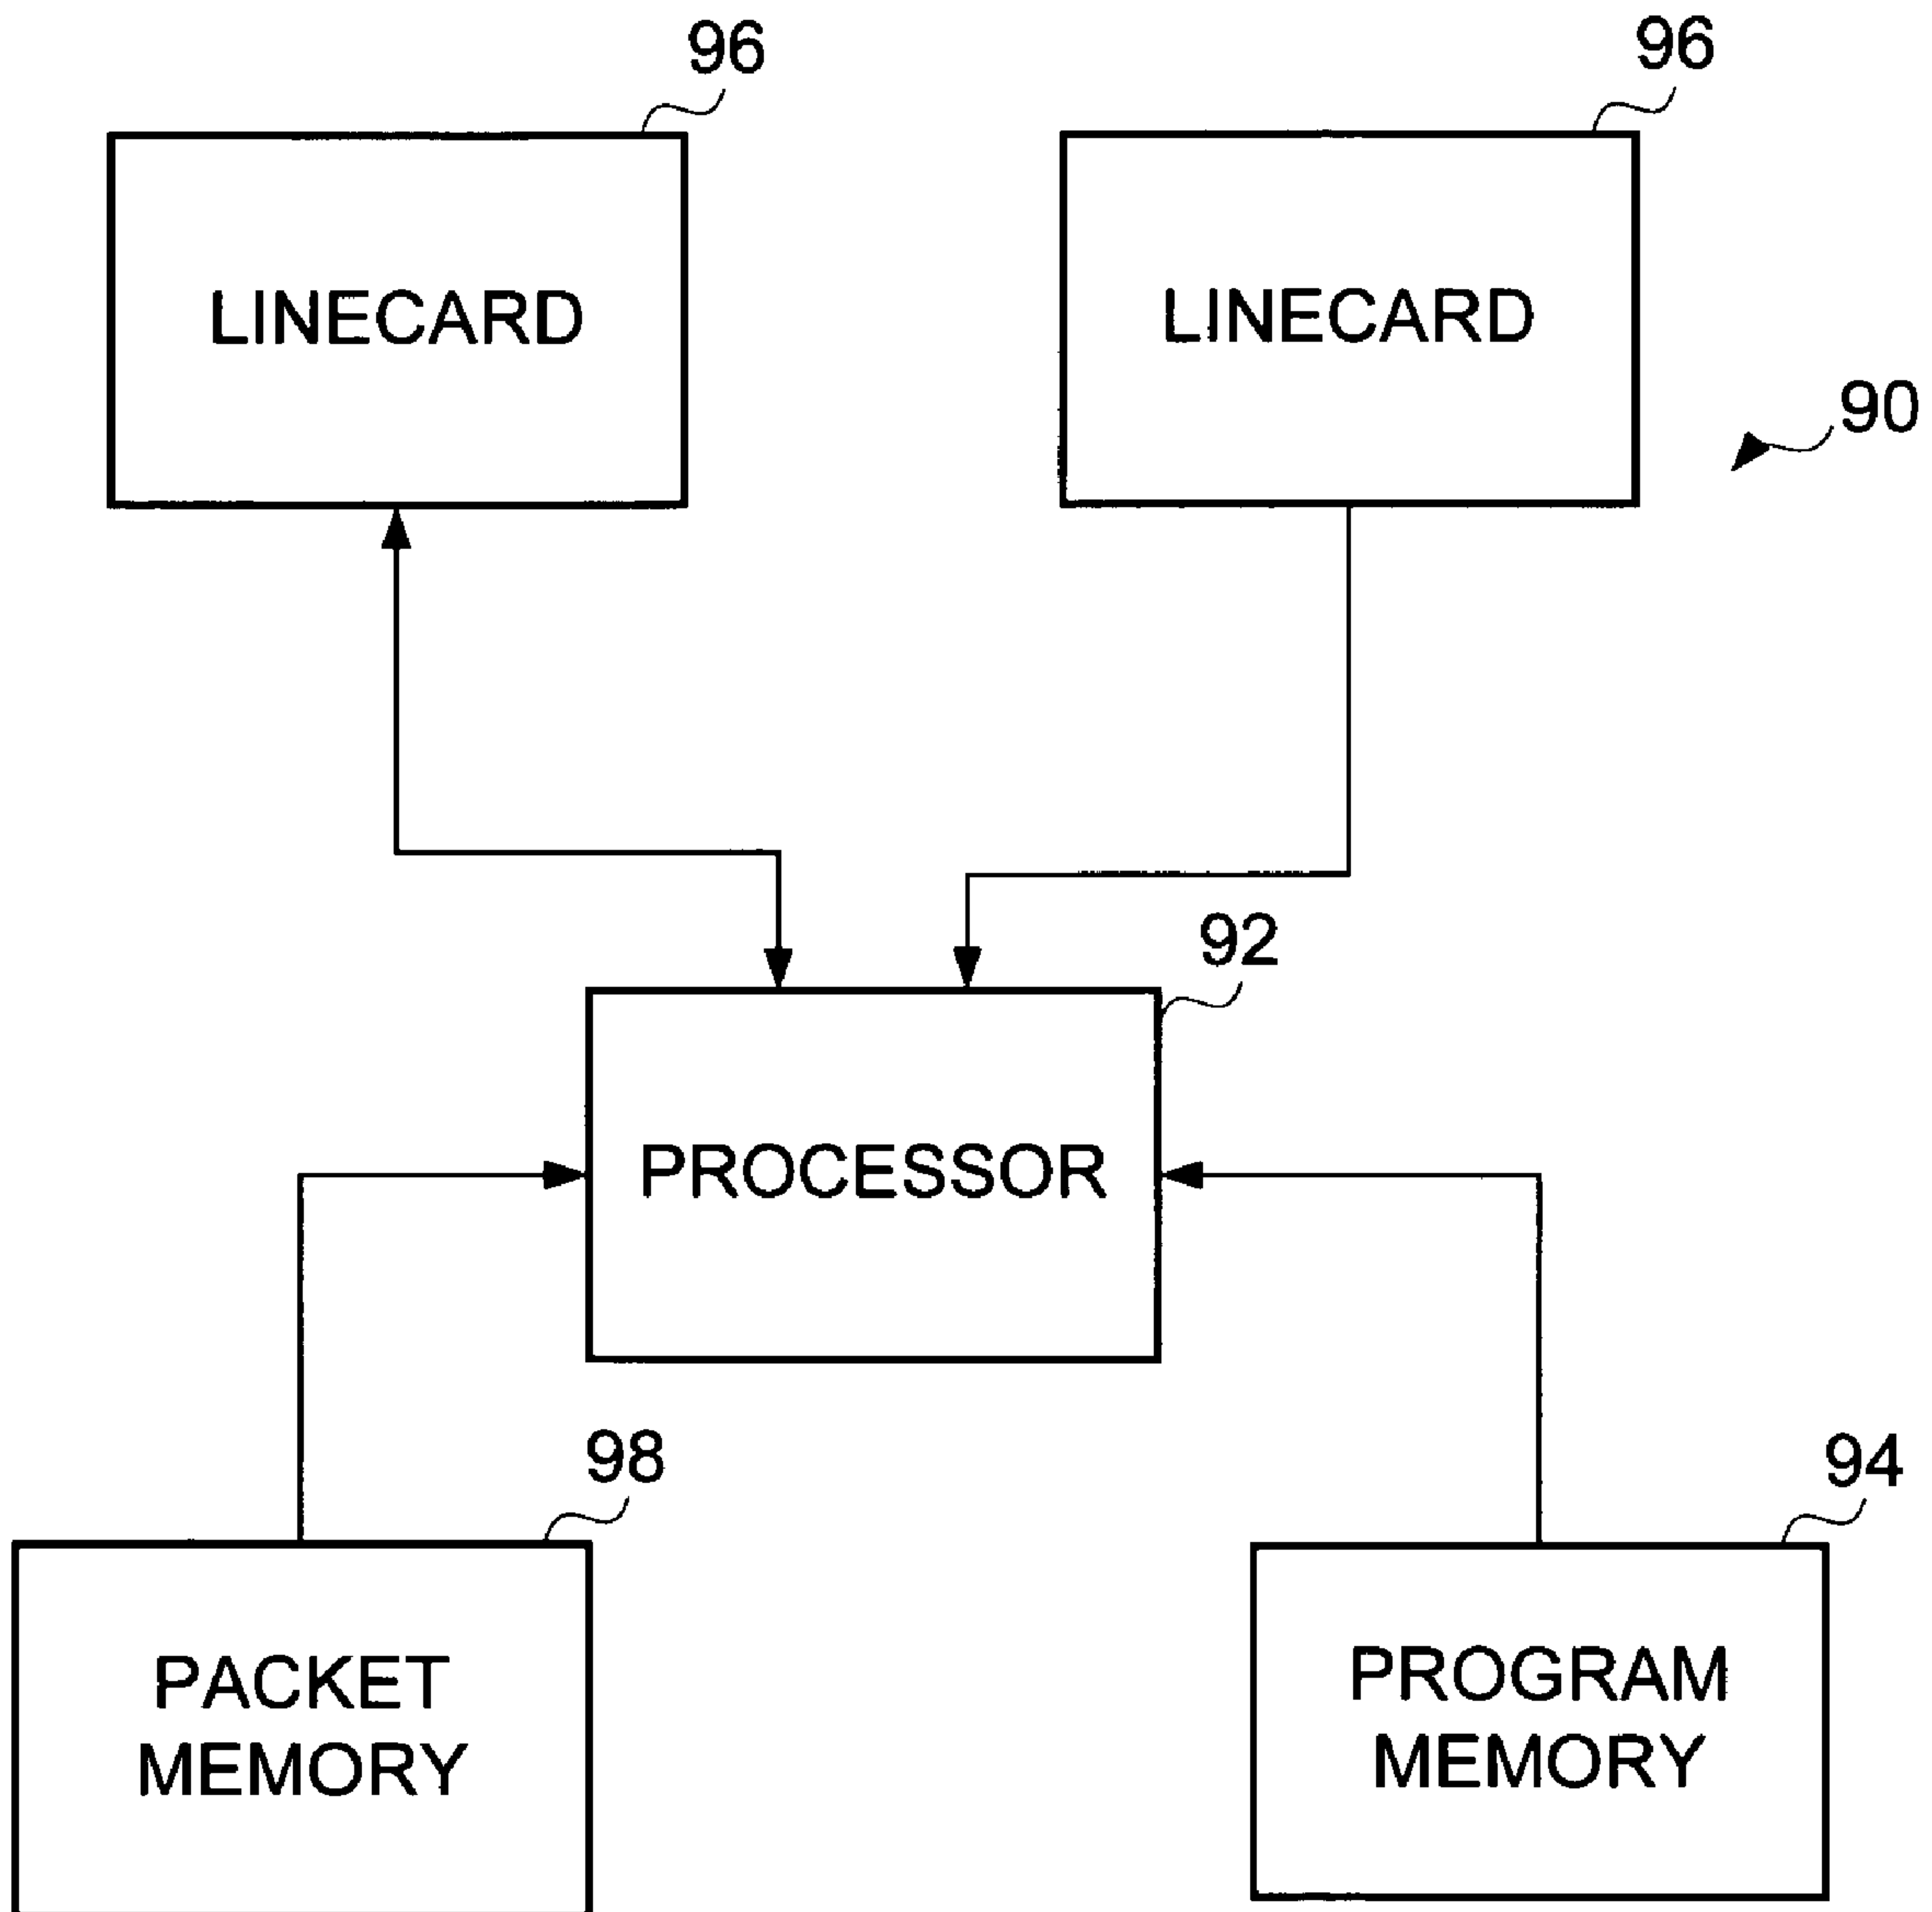 96
96
LINECARD
LINECARD
90
92
PROCESSOR
98
94
PACKET
MEMORY
PROGRAM
MEMORY